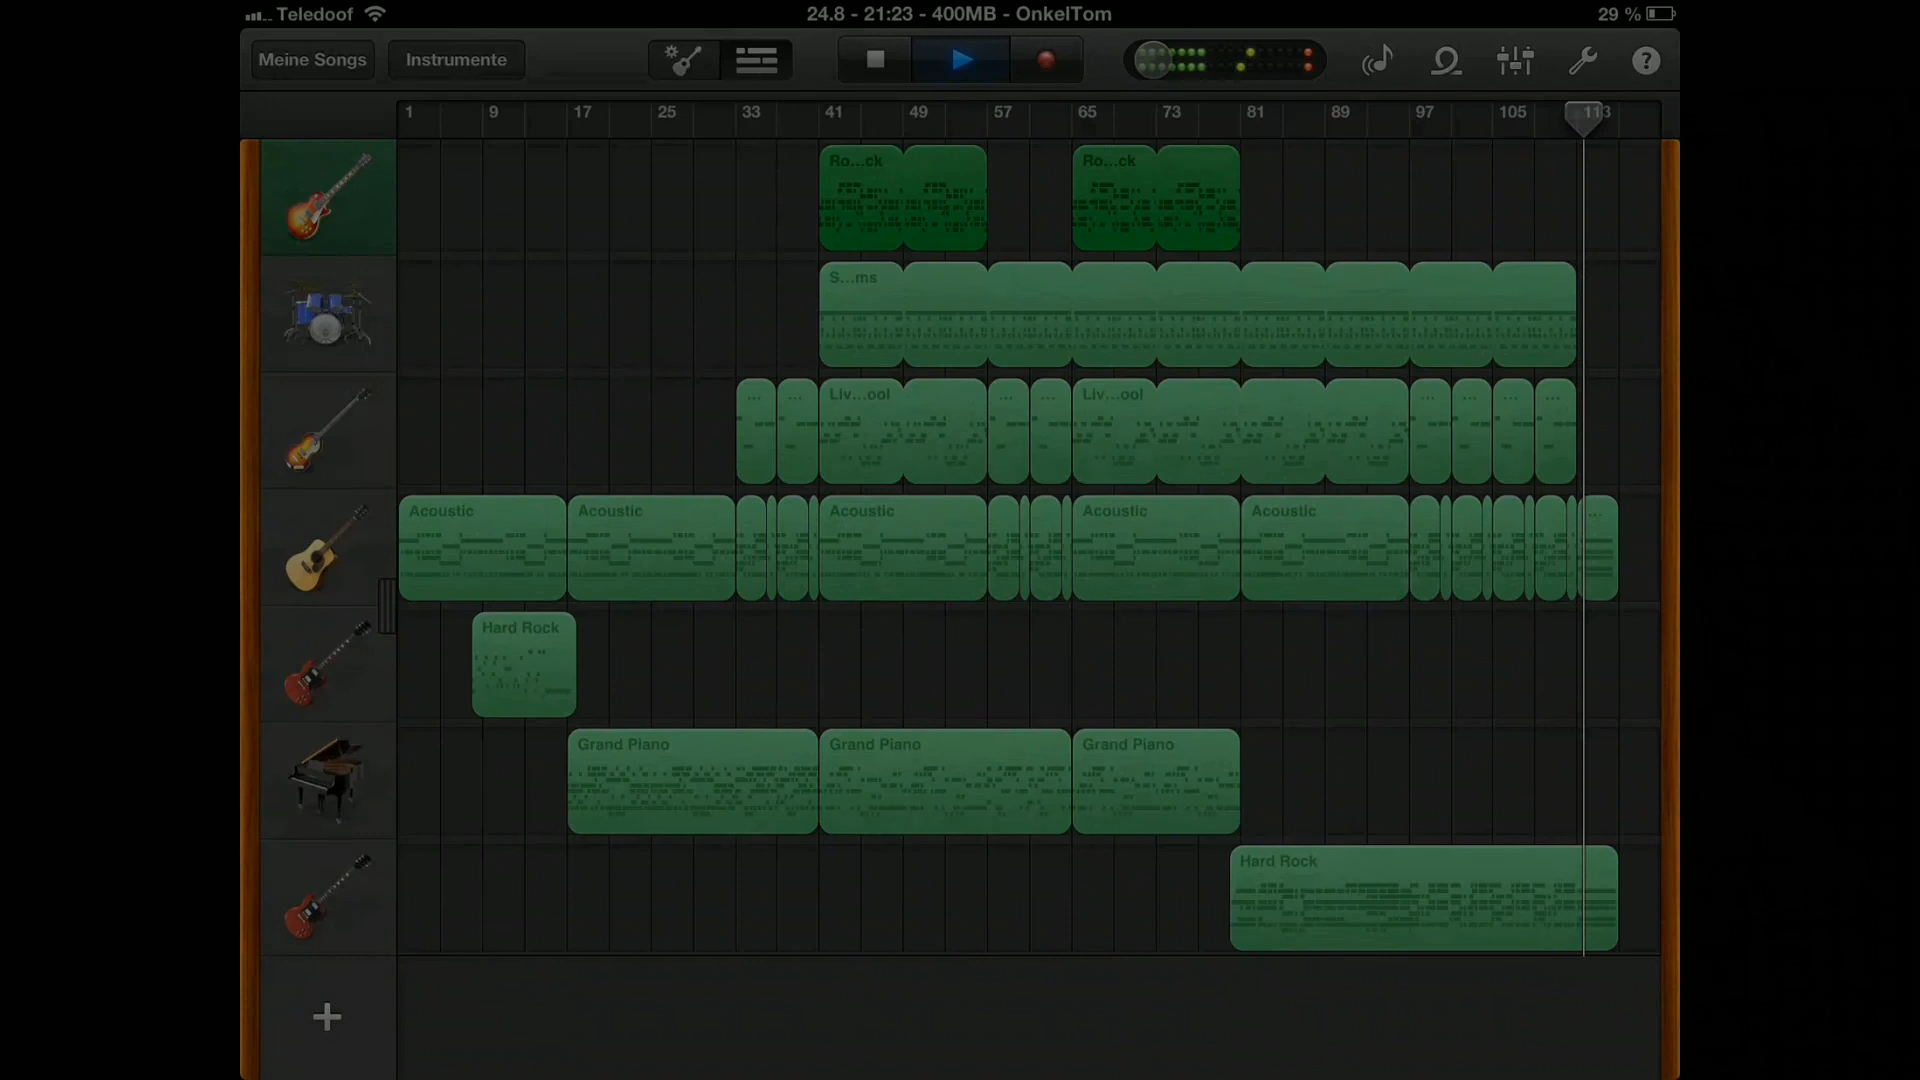 Teledoof 24.8 - 21:23 - 400MB - OnkelTom 29 %
Meine Songs Instrumente ?
1 9 17 25 33 41 49 57 65 73 81 89 97 105 113
Ro...ck Ro...ck
S...ms
... ... Liv...ool ... ... Liv...ool ... ... ... ...
Acoustic Acoustic Acoustic Acoustic Acoustic ...
Hard Rock
Grand Piano Grand Piano Grand Piano
Hard Rock
+